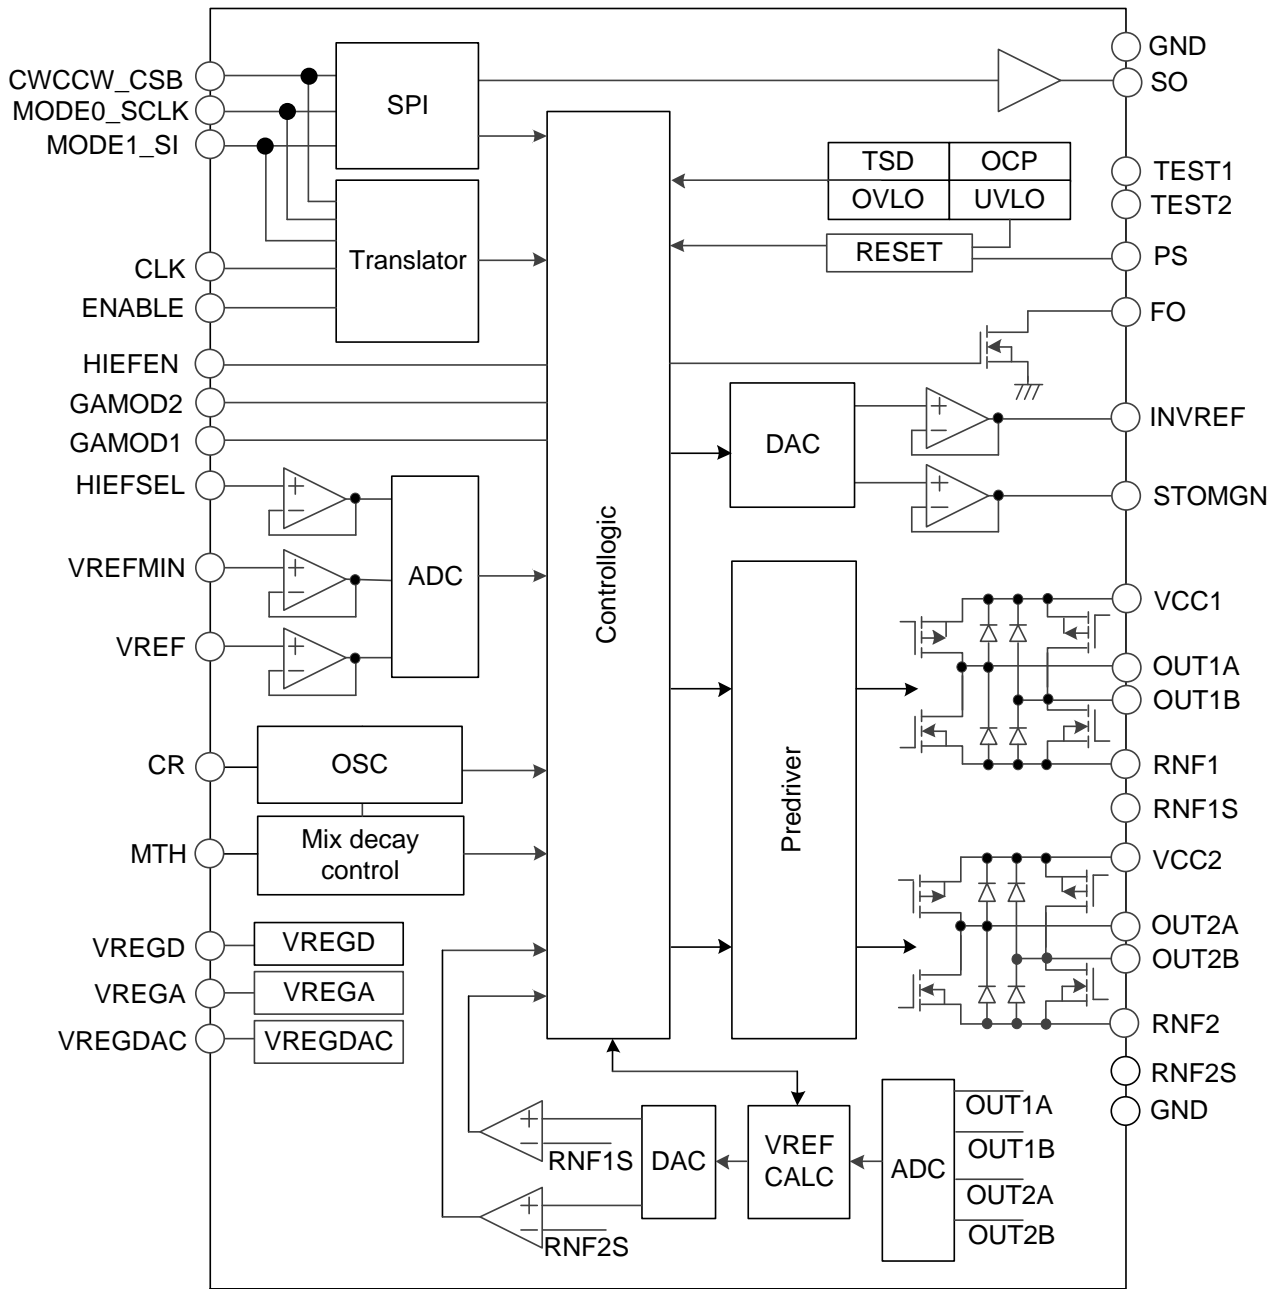 CWCCW_CSB
MODE0_SCLK
MODE1_SI
CLK
ENABLE
HIEFEN
GAMOD2
GAMOD1
HIEFSEL
VREFMIN
VREF
CR
MTH
VREGD
VREGA
VREGDAC
SPI
Translator
+
−
+
−
+
−
ADC
OSC
Mix decay
control
VREGD
VREGA
VREGDAC
Controllogic
TSD
OCP
OVLO
UVLO
RESET
DAC
+
−
+
−
Predriver
+
−
RNF1S
+
−
RNF2S
DAC
VREF
CALC
ADC
OUT1A
OUT1B
OUT2A
OUT2B
GND
SO
TEST1
TEST2
PS
FO
INVREF
STOMGN
VCC1
OUT1A
OUT1B
RNF1
RNF1S
VCC2
OUT2A
OUT2B
RNF2
RNF2S
GND